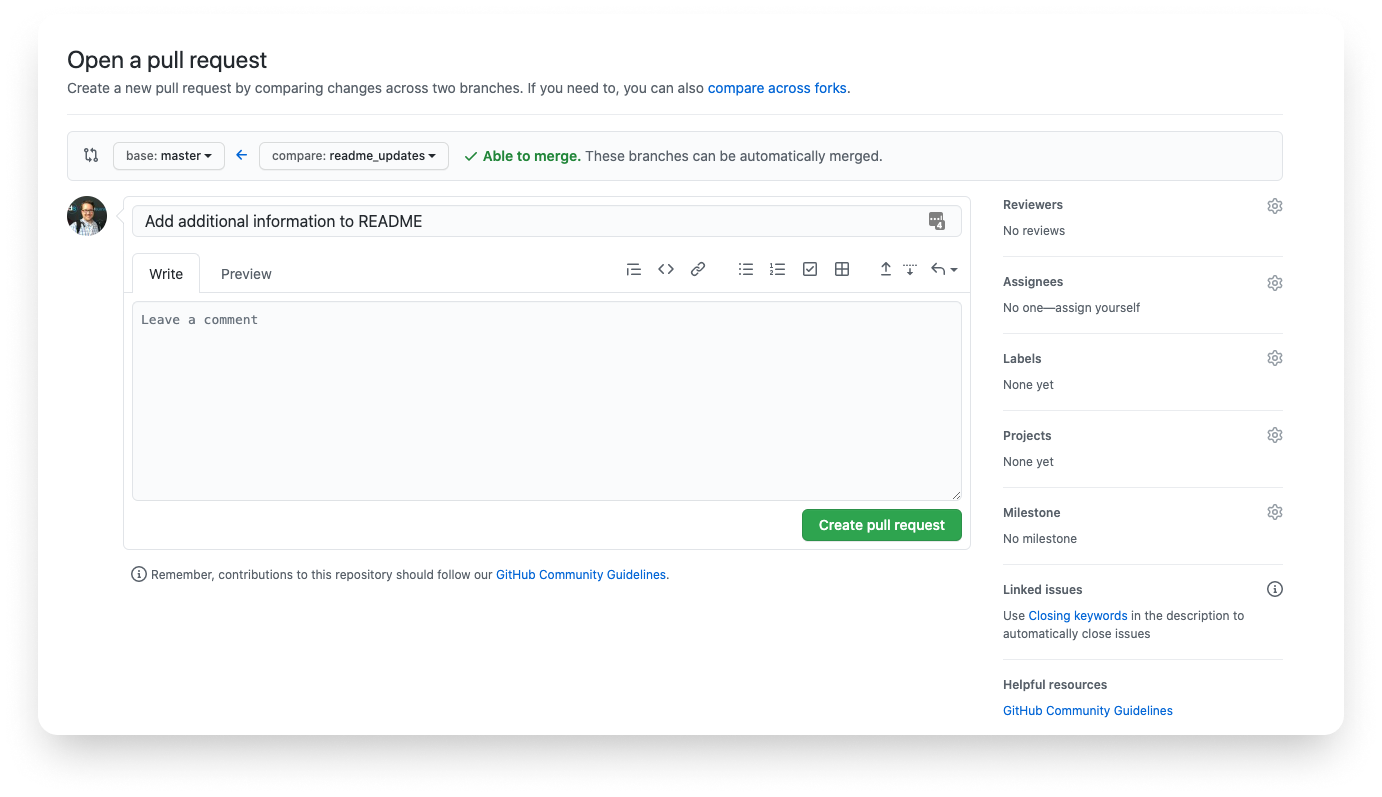 Open a pull request
Create a new pull request by comparing changes across two branches. If you need to, you can also compare across forks.
base: master
compare: readme_updates
Able to merge. These branches can be automatically merged.
Add additional information to README
4
Write
Preview
Leave a comment
Create pull request
Remember, contributions to this repository should follow our GitHub Community Guidelines.
Reviewers
No reviews
Assignees
No one—assign yourself
Labels
None yet
Projects
None yet
Milestone
No milestone
Linked issues
Use Closing keywords in the description to
automatically close issues
Helpful resources
GitHub Community Guidelines